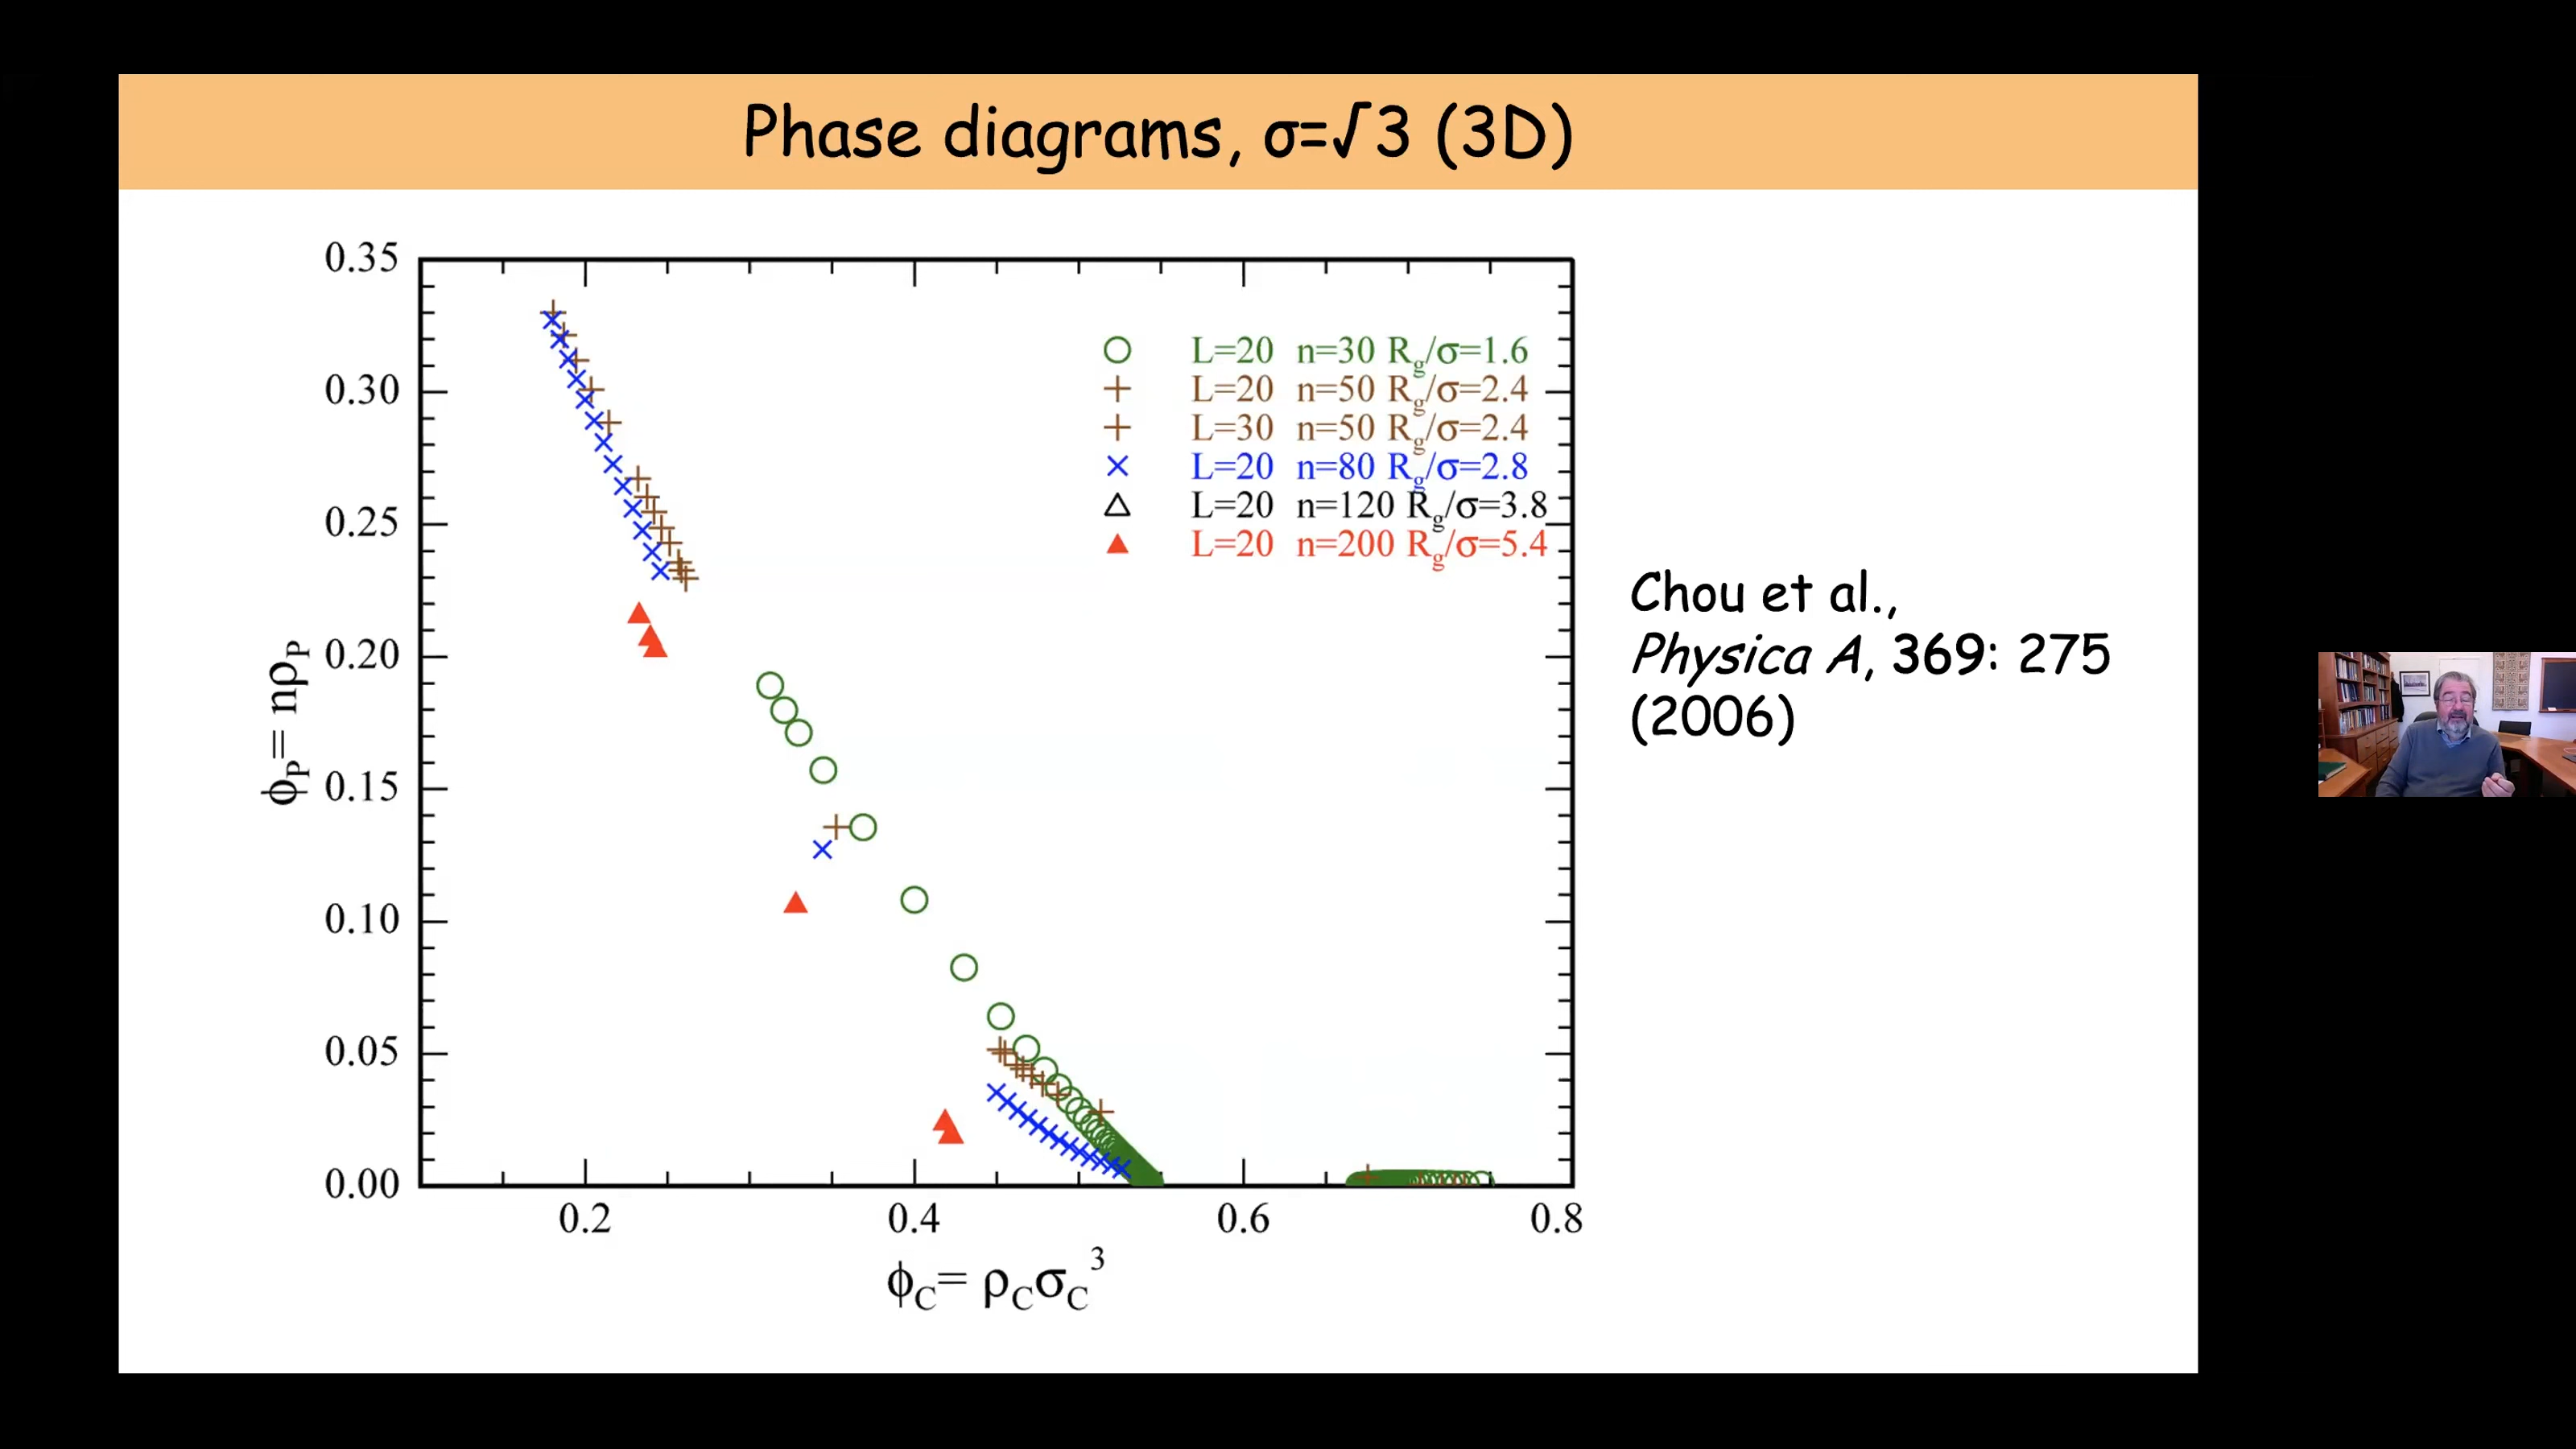 Phase diagrams, σ=√3 (3D)
0.35
0.30
0.25
0.20
0.15
0.10
0.05
0.00
ϕP= nρP
L=20 n=30 Rg/σ=1.6
L=20 n=50 Rg/σ=2.4
L=30 n=50 Rg/σ=2.4
L=20 n=80 Rg/σ=2.8
L=20 n=120 Rg/σ=3.8
L=20 n=200 Rg/σ=5.4
0.2 0.4 0.6 0.8
ϕC= ρCσC3
Chou et al.,
Physica A, 369: 275
(2006)